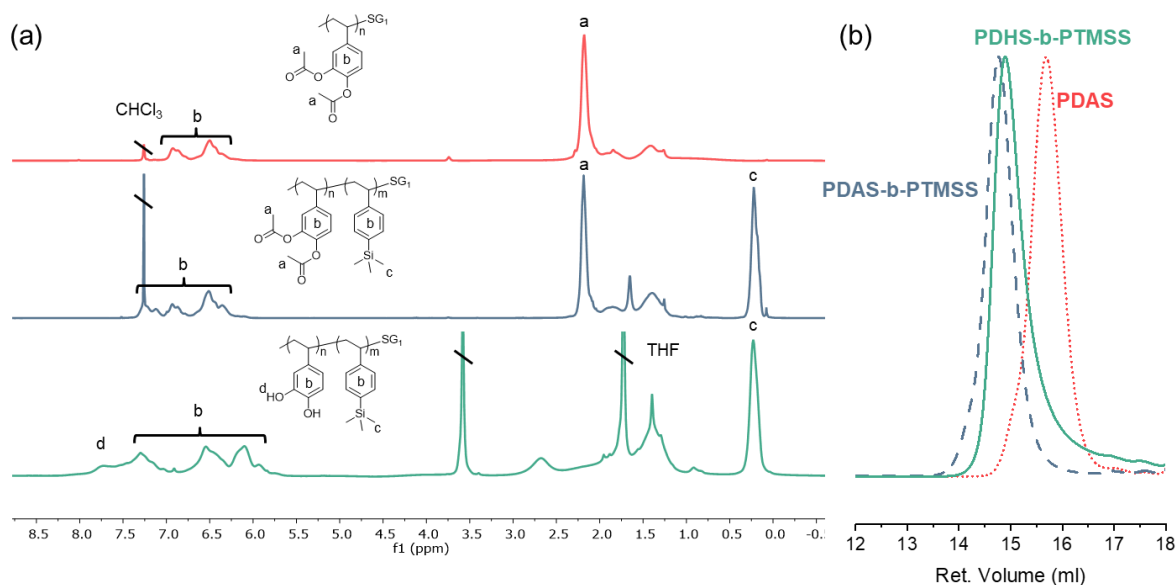 (a)
SG1
n
a
b
O
O
O
a
O
a
CHCl3
b
SG1
n
m
a
c
a
b
b
O
O
O
Si
c
a
O
b
SG1
n
m
c
THF
b
b
b
d
HO
OH
Si
c
d
8.5 8.0 7.5 7.0 6.5 6.0 5.5 5.0 4.5 4.0 3.5 3.0 2.5 2.0 1.5 1.0 0.5 0.0
f1 (ppm)
(b)
PDHS-b-PTMSS
PDAS
PDAS-b-PTMSS
12 13 14 15 16 17 18
Ret. Volume (ml)